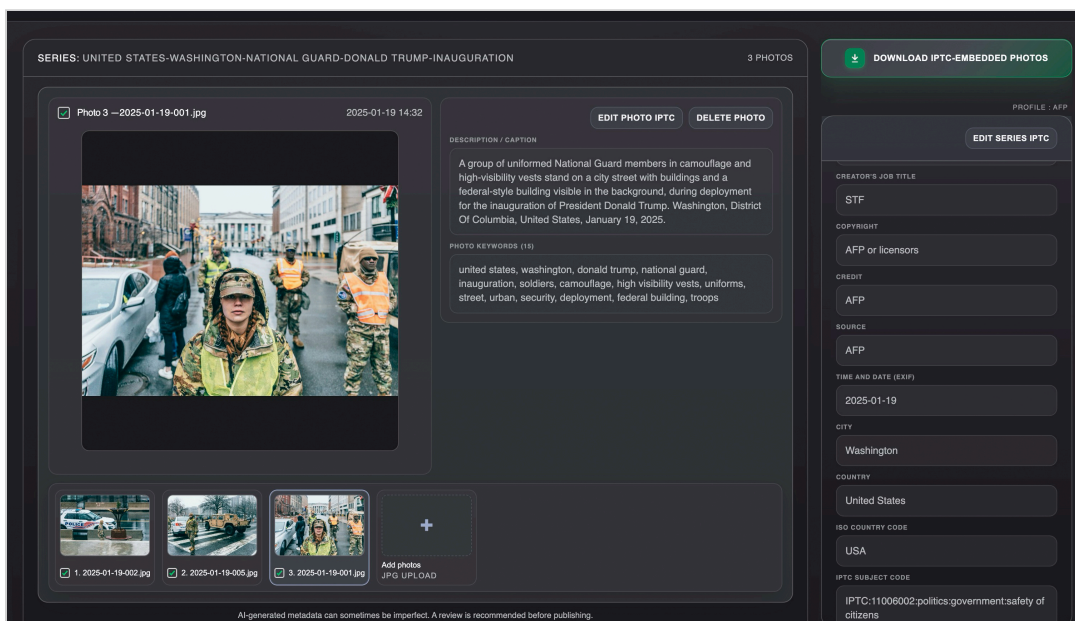 SERIES: UNITED STATES-WASHINGTON-NATIONAL GUARD-DONALD TRUMP-INAUGURATION
3 PHOTOS
Photo 3 —2025-01-19-001.jpg
2025-01-19 14:32
EDIT PHOTO IPTC
DELETE PHOTO
DESCRIPTION / CAPTION
A group of uniformed National Guard members in camouflage and
high-visibility vests stand on a city street with buildings and a
federal-style building visible in the background, during deployment
for the inauguration of President Donald Trump. Washington, District
Of Columbia, United States, January 19, 2025.
PHOTO KEYWORDS (15)
united states, washington, donald trump, national guard,
inauguration, soldiers, camouflage, high visibility vests, uniforms,
street, urban, security, deployment, federal building, troops
POLICE
1. 2025-01-19-002.jpg
2. 2025-01-19-005.jpg
3. 2025-01-19-001.jpg
+
Add photos
JPG UPLOAD
AI-generated metadata can sometimes be imperfect. A review is recommended before publishing.
DOWNLOAD IPTC-EMBEDDED PHOTOS
PROFILE : AFP
EDIT SERIES IPTC
CREATOR'S JOB TITLE
STF
COPYRIGHT
AFP or licensors
CREDIT
AFP
SOURCE
AFP
TIME AND DATE (EXIF)
2025-01-19
CITY
Washington
COUNTRY
United States
ISO COUNTRY CODE
USA
IPTC SUBJECT CODE
IPTC:11006002:politics:government:safety of
citizens